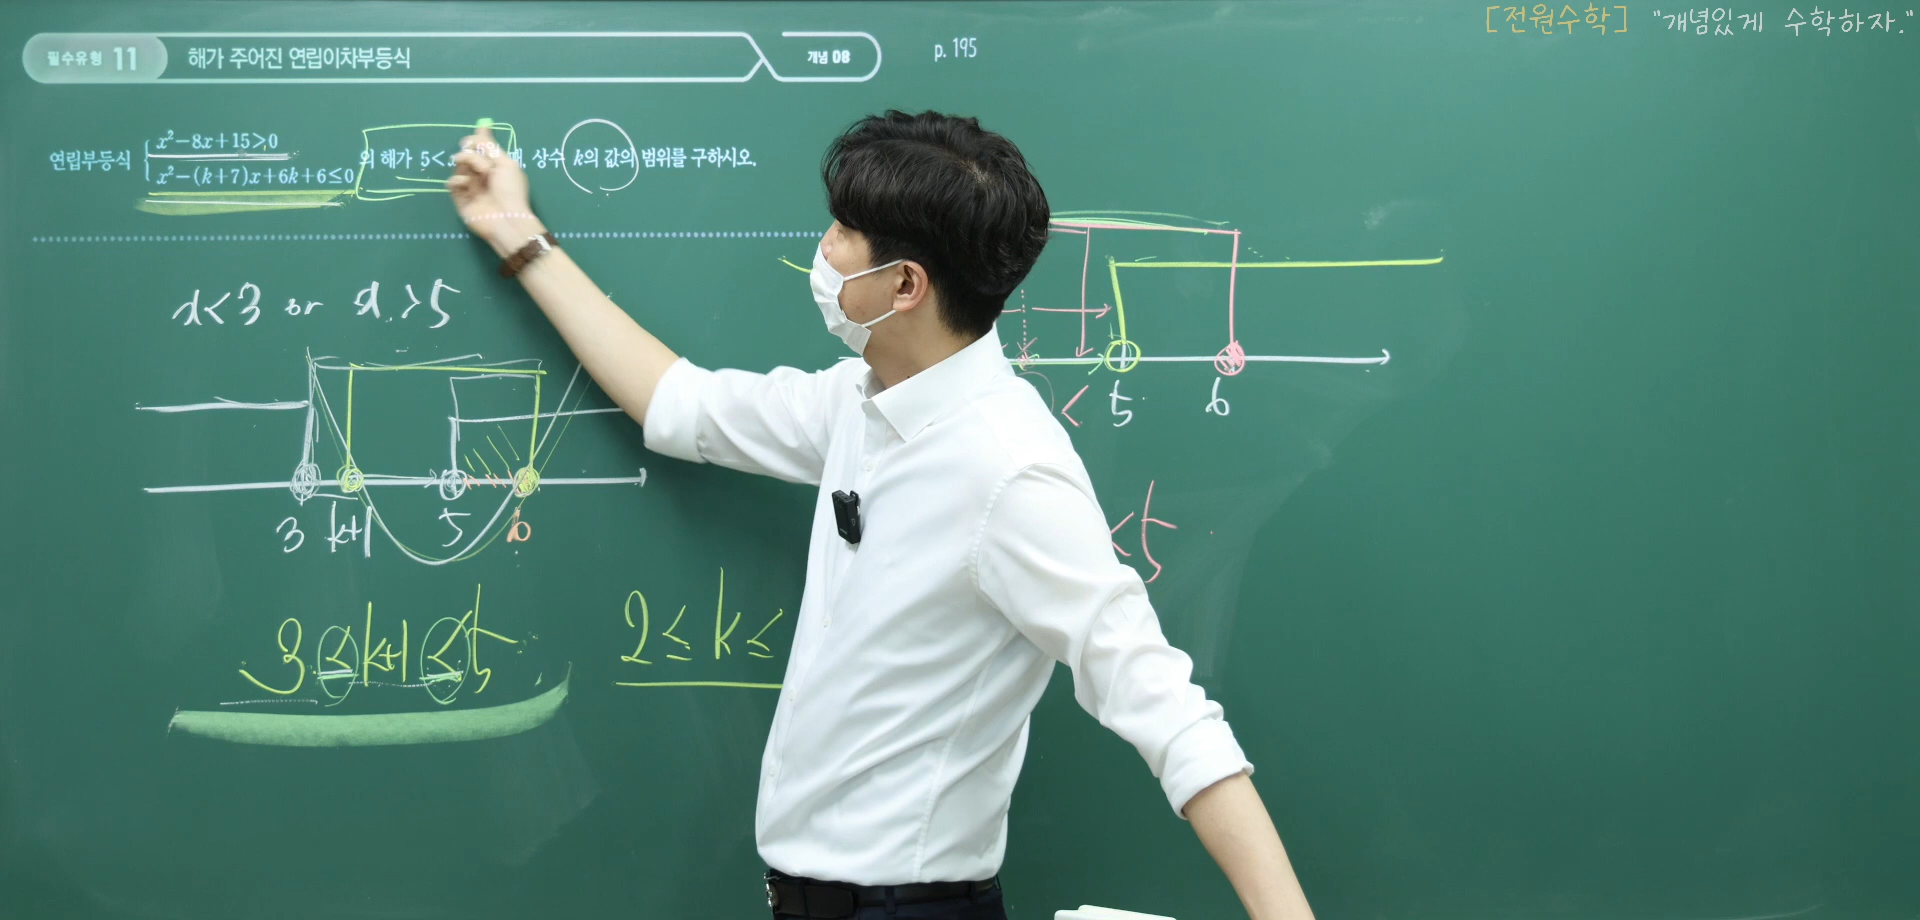 [전원수학] "개념있게 수학하자."
필수유형 11 해가 주어진 연립이차부등식 개념 08 p. 195
연립부등식
x²−8x+15>0
x²−(k+7)x+6k+6≤0
의 해가 5<x 때, 상수 k의 값의 범위를 구하시오.
x<3 or x>5
< 5 6
3 k+1 5 6
<5
3≤k+1≤5
2≤k≤